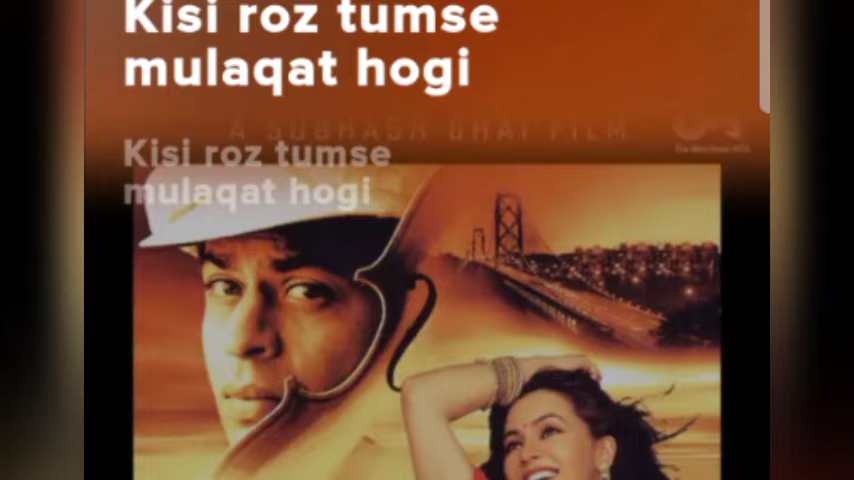 Kisi roz tumse
mulaqat hogi
A SUBHASH GHAI FILM
Kisi roz tumse
mulaqat hogi